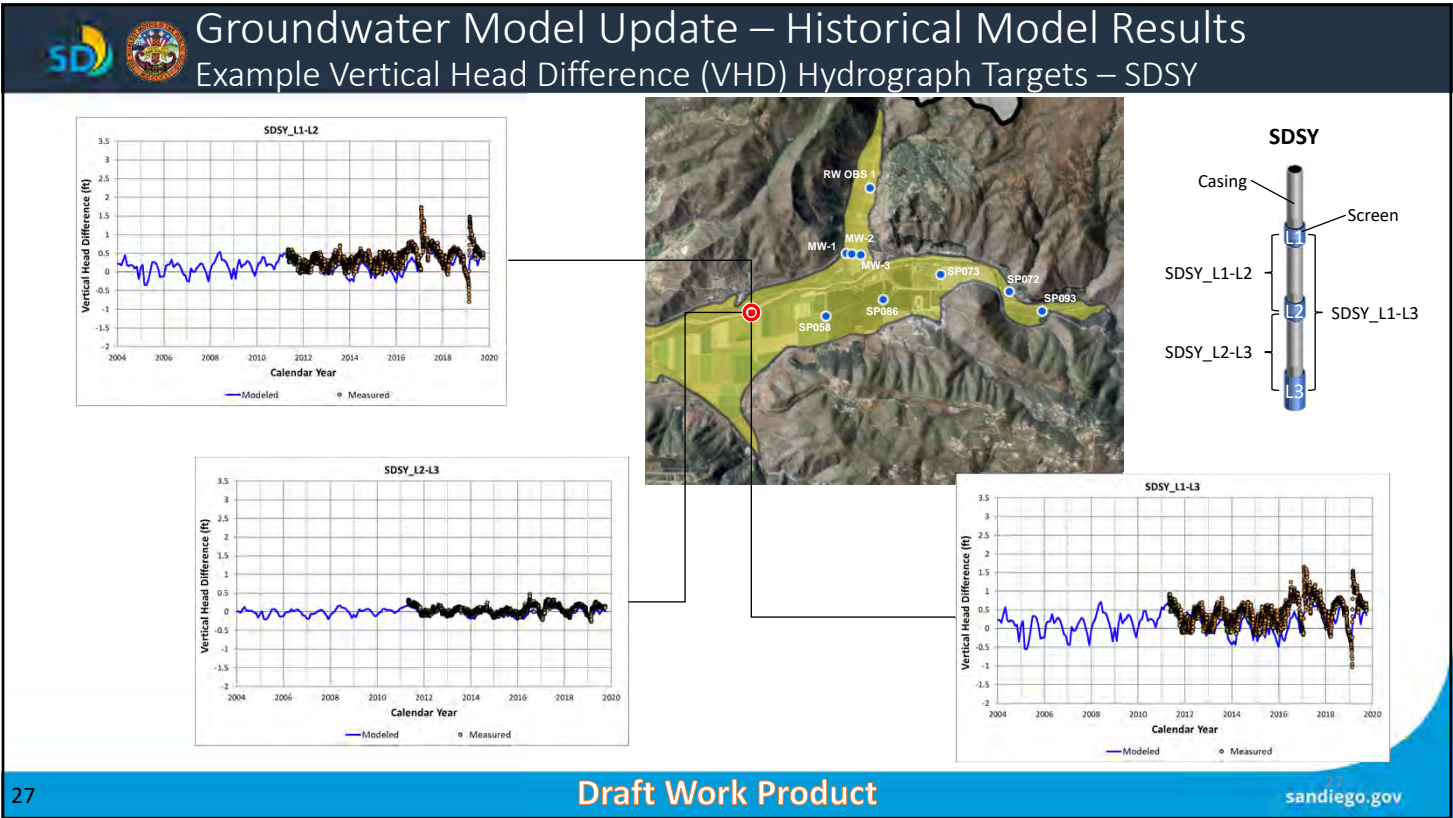 SD
Groundwater Model Update – Historical Model Results
Example Vertical Head Difference (VHD) Hydrograph Targets – SDSY
SDSY_L1-L2
Vertical Head Difference (ft)
3.5
3
2.5
2
1.5
1
0.5
0
-0.5
-1
-1.5
-2
2004 2006 2008 2010 2012 2014 2016 2018 2020
Calendar Year
Modeled Measured
RW OBS 1
MW-1
MW-2
MW-3
SP073
SP072
SP093
SP086
SP058
SDSY
Casing
Screen
L1
SDSY_L1-L2
L2
SDSY_L1-L3
SDSY_L2-L3
L3
SDSY_L2-L3
Vertical Head Difference (ft)
3.5
3
2.5
2
1.5
1
0.5
0
-0.5
-1
-1.5
-2
2004 2006 2008 2010 2012 2014 2016 2018 2020
Calendar Year
Modeled Measured
SDSY_L1-L3
Vertical Head Difference (ft)
3.5
3
2.5
2
1.5
1
0.5
0
-0.5
-1
-1.5
-2
2004 2006 2008 2010 2012 2014 2016 2018 2020
Calendar Year
Modeled Measured
27
Draft Work Product
27
sandiego.gov